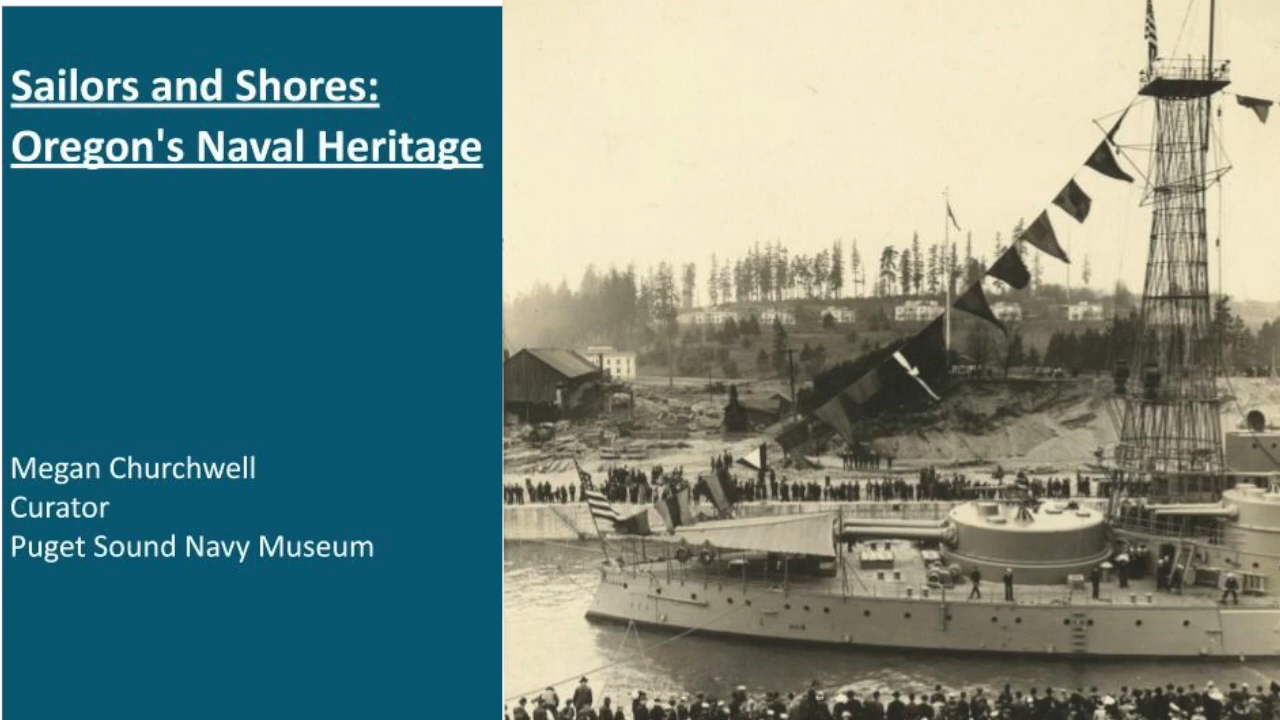 Sailors and Shores:
Oregon's Naval Heritage
Megan Churchwell
Curator
Puget Sound Navy Museum